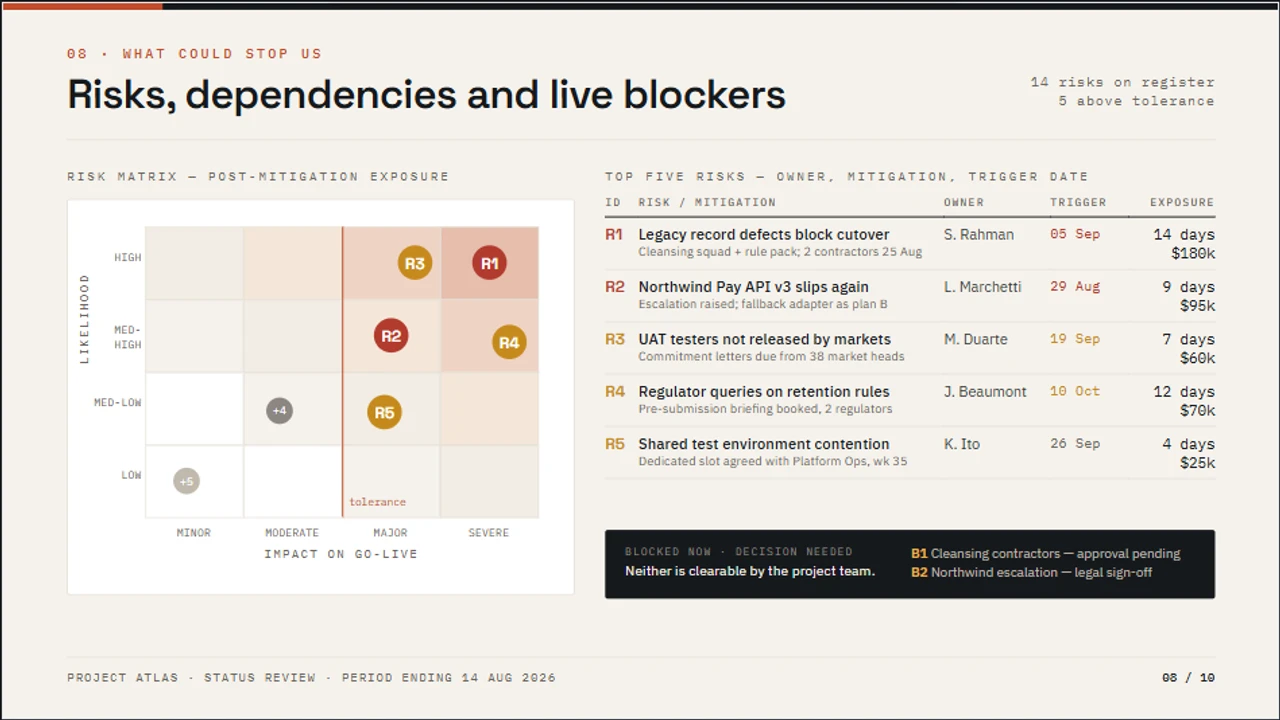 08 · WHAT COULD STOP US
Risks, dependencies and live blockers
14 risks on register
5 above tolerance
RISK MATRIX — POST-MITIGATION EXPOSURE
LIKELIHOOD
HIGH
R3
R1
MED-
HIGH
R2
R4
MED-LOW
+4
R5
LOW
+5
tolerance
MINOR
MODERATE
MAJOR
SEVERE
IMPACT ON GO-LIVE
TOP FIVE RISKS — OWNER, MITIGATION, TRIGGER DATE
ID RISK / MITIGATION OWNER TRIGGER EXPOSURE
R1 Legacy record defects block cutover S. Rahman 05 Sep 14 days
Cleansing squad + rule pack; 2 contractors 25 Aug $180k
R2 Northwind Pay API v3 slips again L. Marchetti 29 Aug 9 days
Escalation raised; fallback adapter as plan B $95k
R3 UAT testers not released by markets M. Duarte 19 Sep 7 days
Commitment letters due from 38 market heads $60k
R4 Regulator queries on retention rules J. Beaumont 10 Oct 12 days
Pre-submission briefing booked, 2 regulators $70k
R5 Shared test environment contention K. Ito 26 Sep 4 days
Dedicated slot agreed with Platform Ops, wk 35 $25k
BLOCKED NOW · DECISION NEEDED
Neither is clearable by the project team.
B1 Cleansing contractors — approval pending
B2 Northwind escalation — legal sign-off
PROJECT ATLAS · STATUS REVIEW · PERIOD ENDING 14 AUG 2026
08 / 10